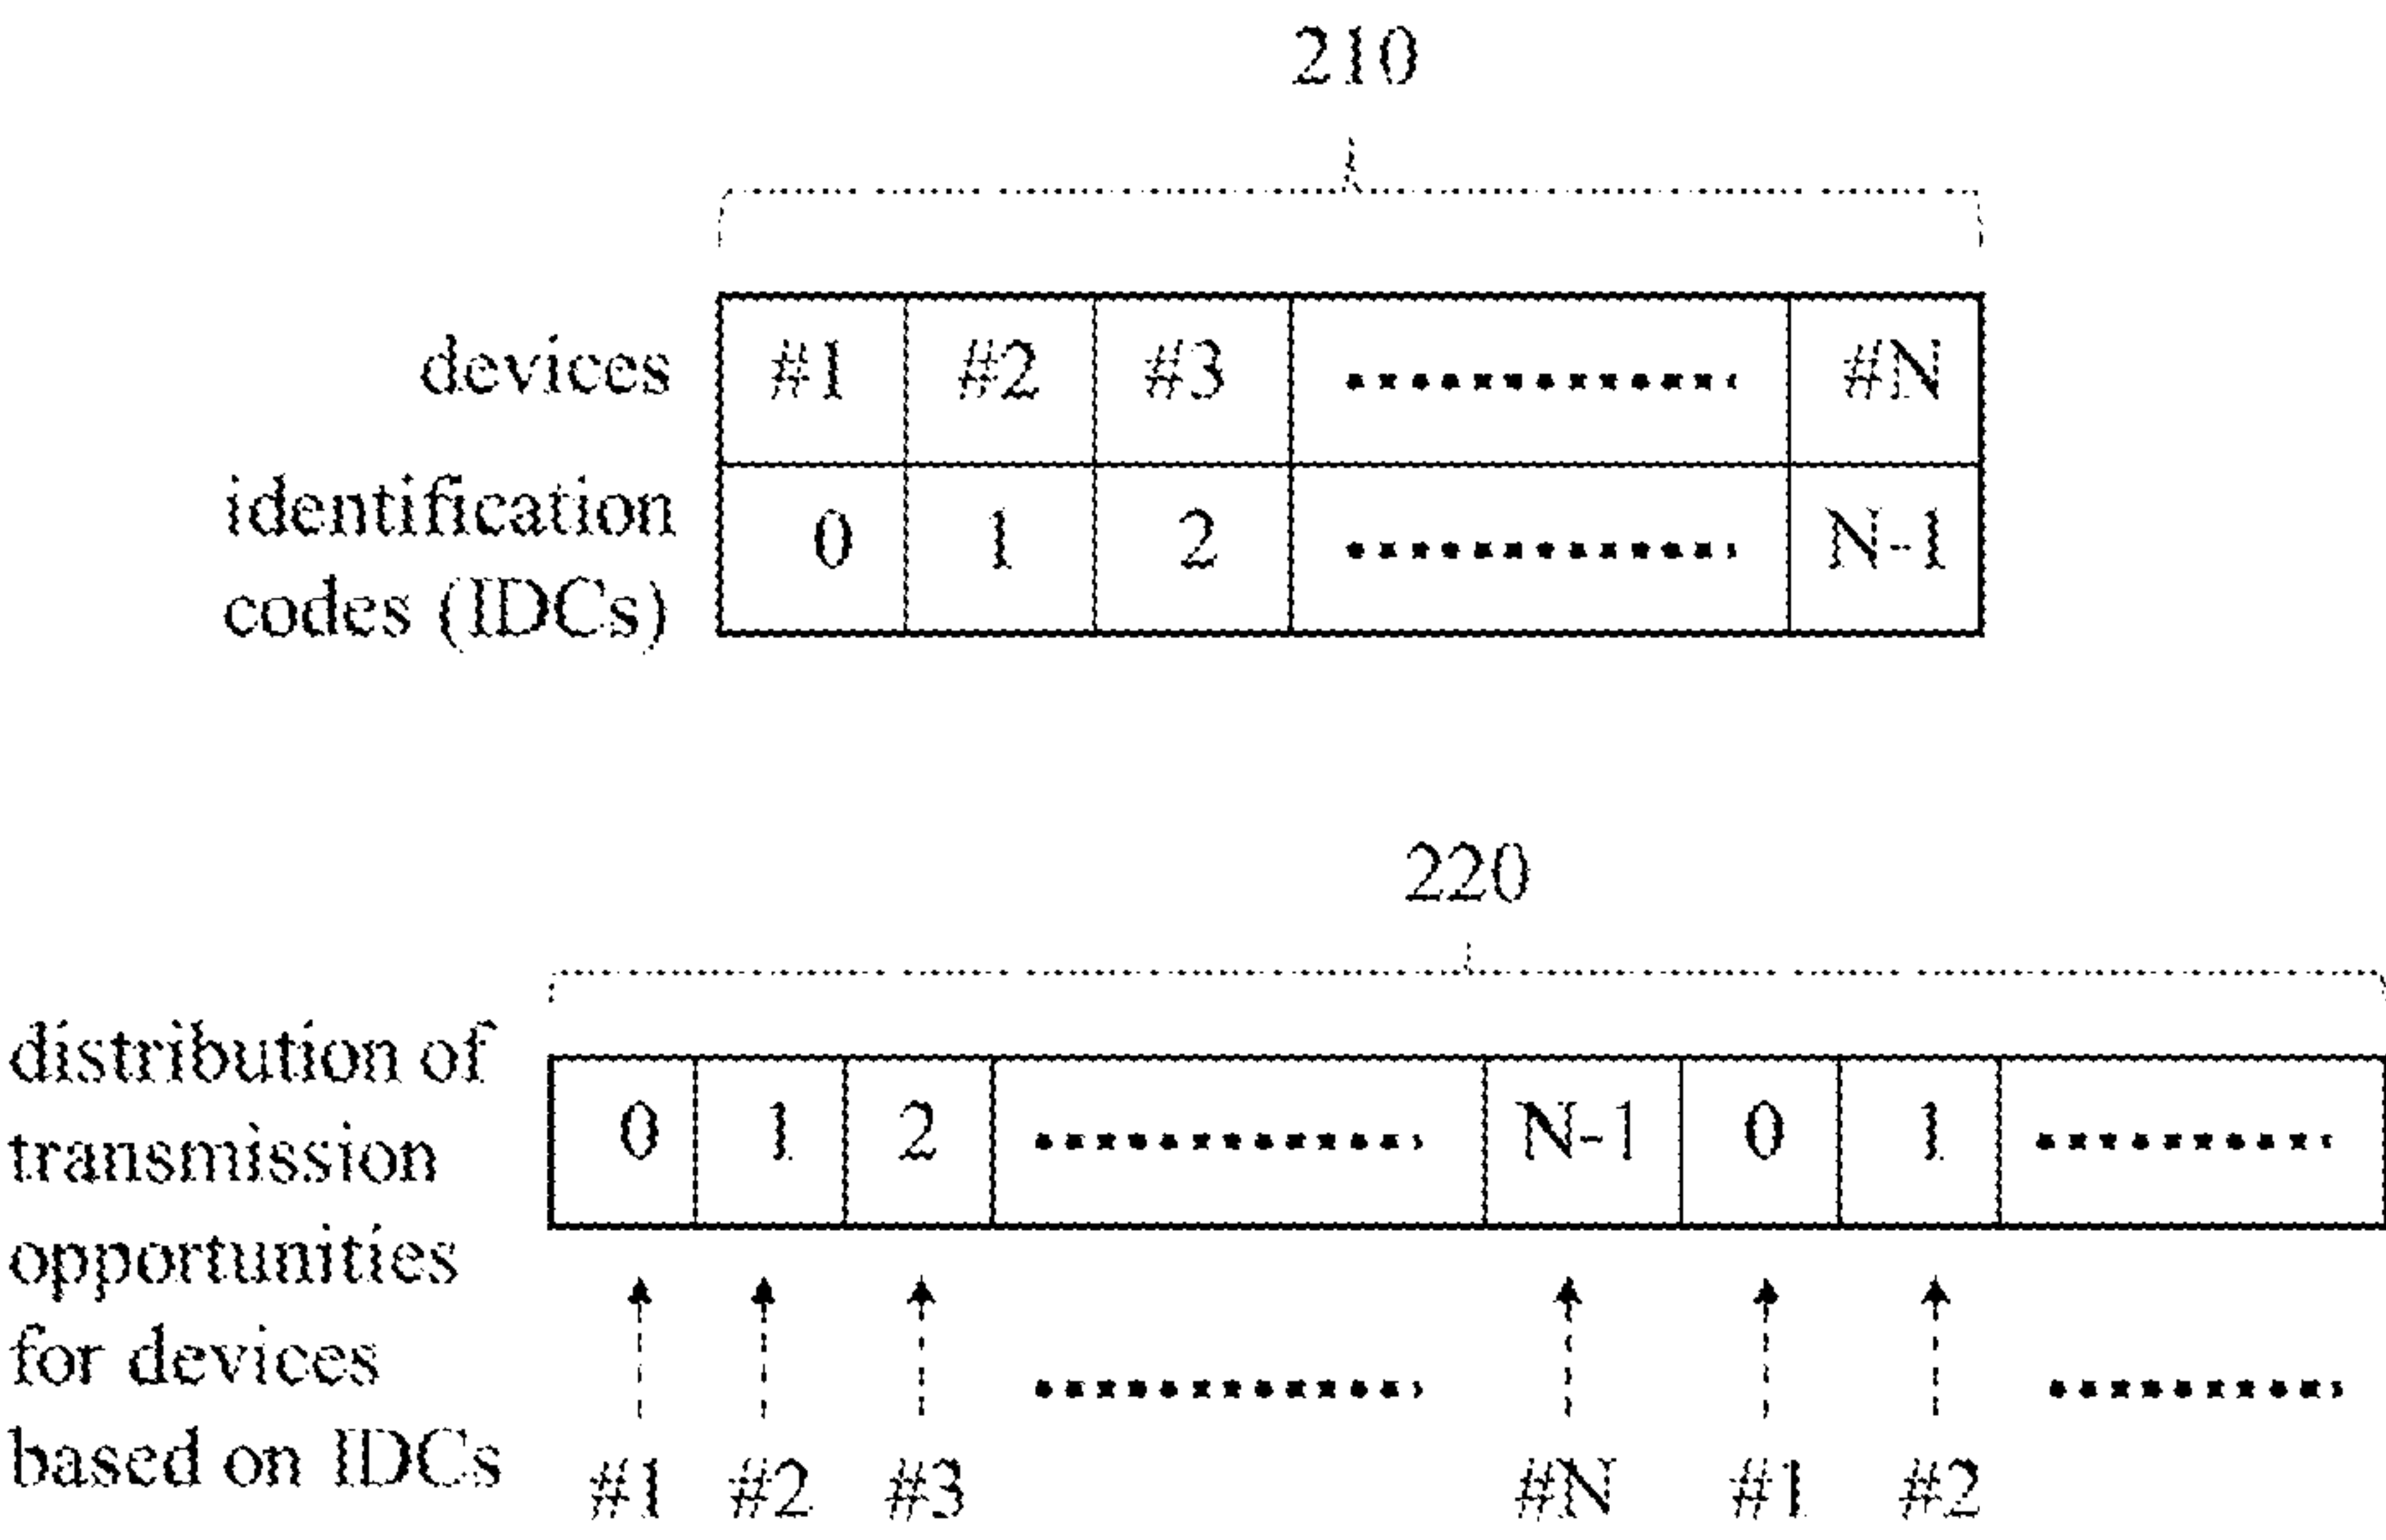 210
devices #1 #2 #3 #N
identification
codes (IDCs) 0 1 2 N-1
220
distribution of
transmission
opportunities
for devices
based on IDCs
0 1 2 N-1 0 1
#1 #2 #3 #N #1 #2